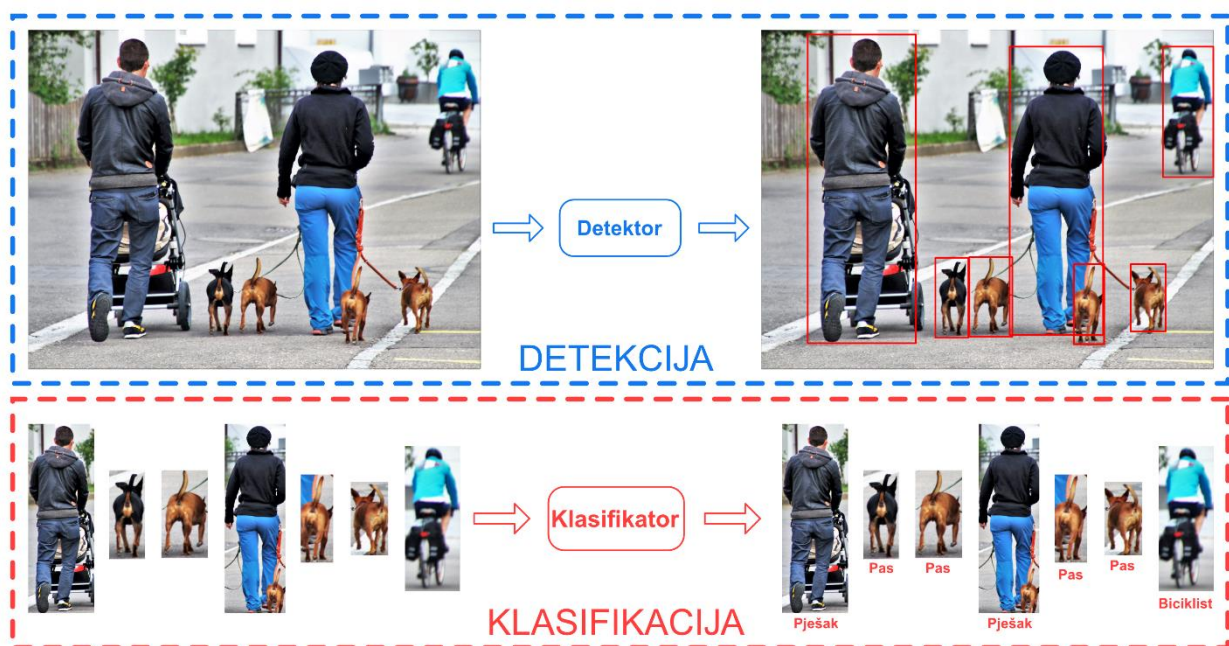 Detektor
DETEKCIJA
Klasifikator
Pas
Pas
Pas
Pas
Biciklist
Pješak
Pješak
KLASIFIKACIJA